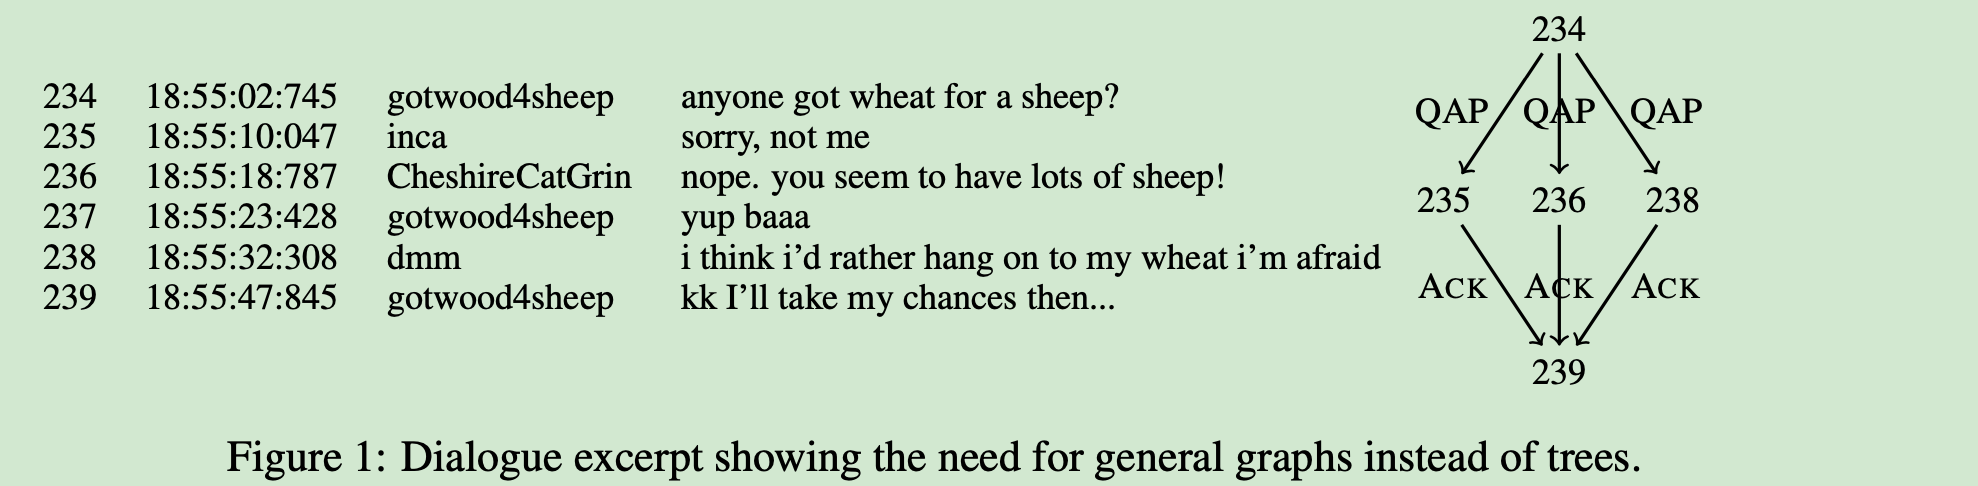 234
234 18:55:02:745 gotwood4sheep anyone got wheat for a sheep?
QAP QAP QAP
235 18:55:10:047 inca sorry, not me
236 18:55:18:787 CheshireCatGrin nope. you seem to have lots of sheep!
235 236 238
237 18:55:23:428 gotwood4sheep yup baaa
238 18:55:32:308 dmm i think i'd rather hang on to my wheat i'm afraid
ACK ACK ACK
239 18:55:47:845 gotwood4sheep kk I'll take my chances then...
239
Figure 1: Dialogue excerpt showing the need for general graphs instead of trees.